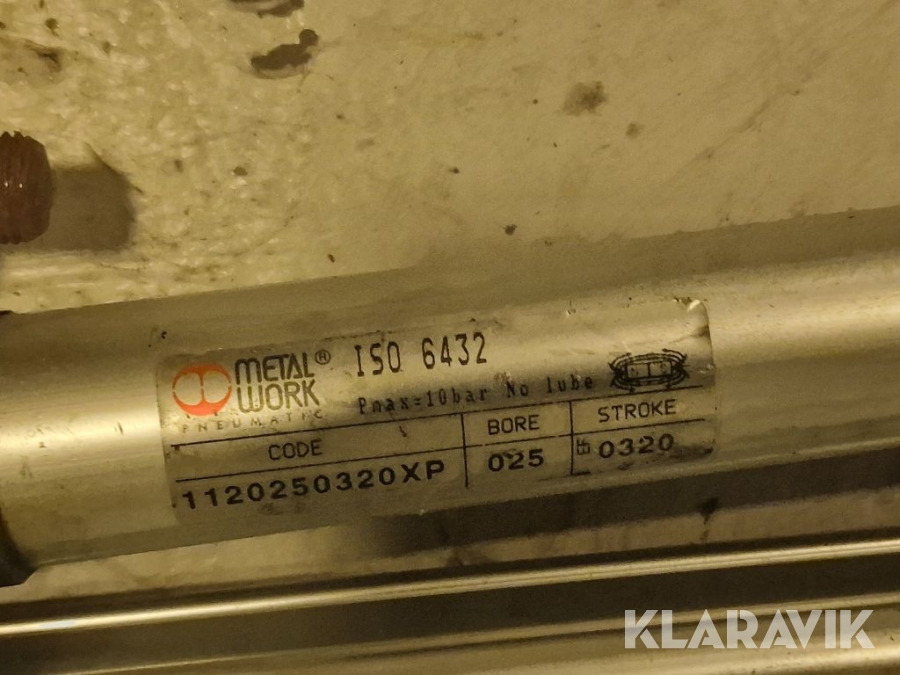 METAL® WORK
PNEUMATIC
ISO 6432
Pmax=10bar No lube
CODE BORE STROKE
1120250320XP 025 0320
KLARAVIK